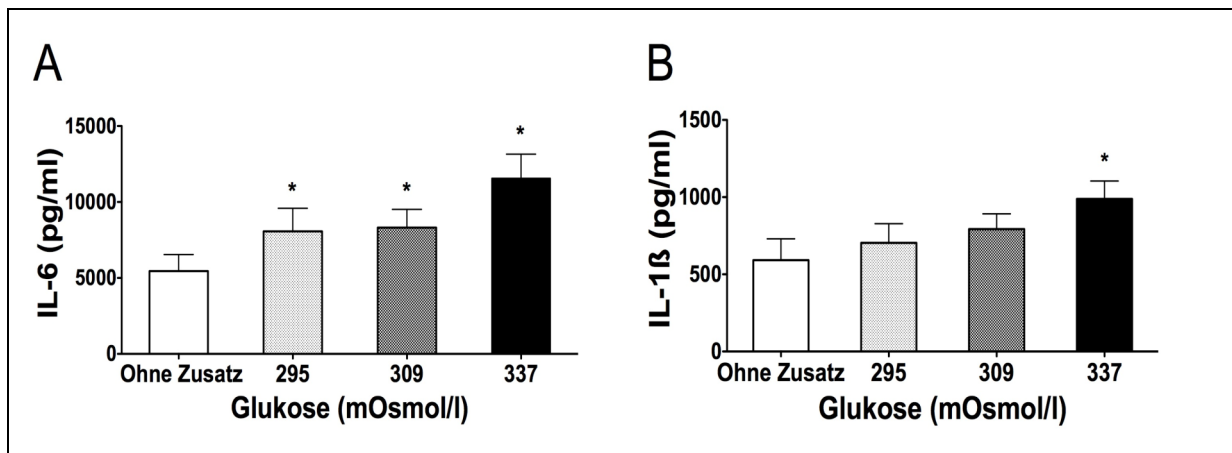 A
IL-6 (pg/ml)
15000
10000
5000
0
*
*
*
Ohne Zusatz 295 309 337
Glukose (mOsmol/l)
B
IL-1ß (pg/ml)
1500
1000
500
0
*
Ohne Zusatz 295 309 337
Glukose (mOsmol/l)